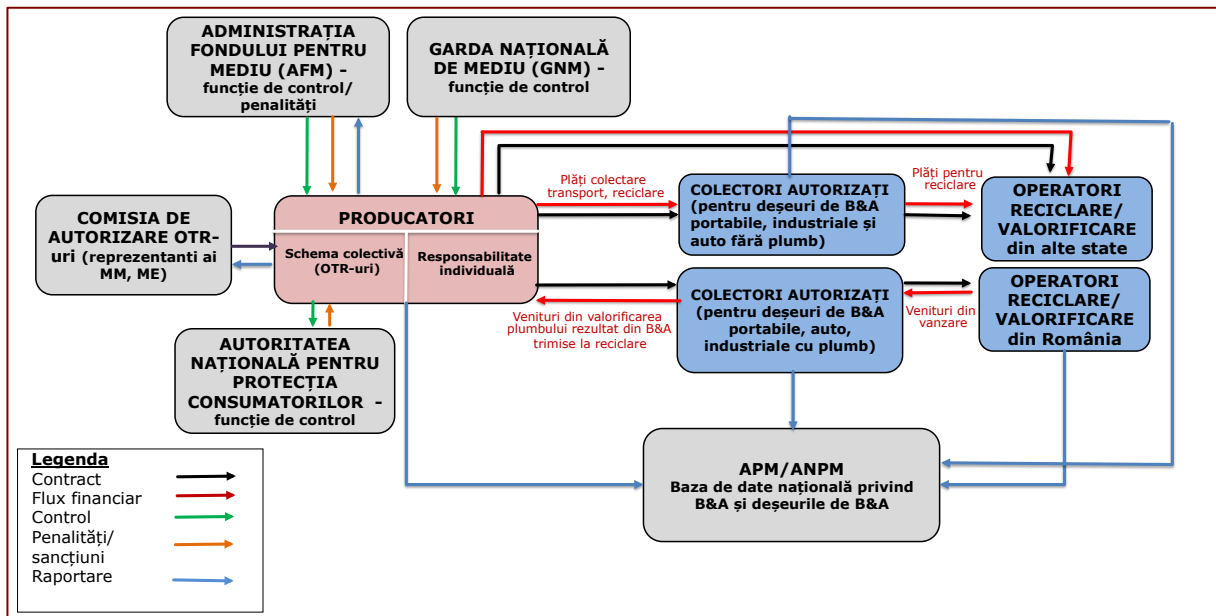 ADMINISTRAȚIA
FONDULUI PENTRU
MEDIU (AFM) -
funcție de control/
penalități
GARDA NAȚIONALĂ
DE MEDIU (GNM) -
funcție de control
COMISIA DE
AUTORIZARE OTR-
uri (reprezentanti ai
MM, ME)
PRODUCATORI
Schema colectivă
(OTR-uri)
Responsabilitate
individuală
Plăți colectare
transport, reciclare
COLECTORI AUTORIZAȚI
(pentru deșeuri de B&A
portabile, industriale și
auto fără plumb)
Plăți pentru
reciclare
OPERATORI
RECICLARE/
VALORIFICARE
din alte state
Venituri din valorificarea
plumbului rezultat din B&A
trimise la reciclare
COLECTORI AUTORIZAȚI
(pentru deșeuri de B&A
portabile, auto,
industriale cu plumb)
Venituri din
vanzare
OPERATORI
RECICLARE/
VALORIFICARE
din România
AUTORITATEA
NAȚIONALĂ PENTRU
PROTECȚIA
CONSUMATORILOR -
funcție de control
APM/ANPM
Baza de date națională privind
B&A și deșeurile de B&A
Legenda
Contract
Flux financiar
Control
Penalități/
sancțiuni
Raportare